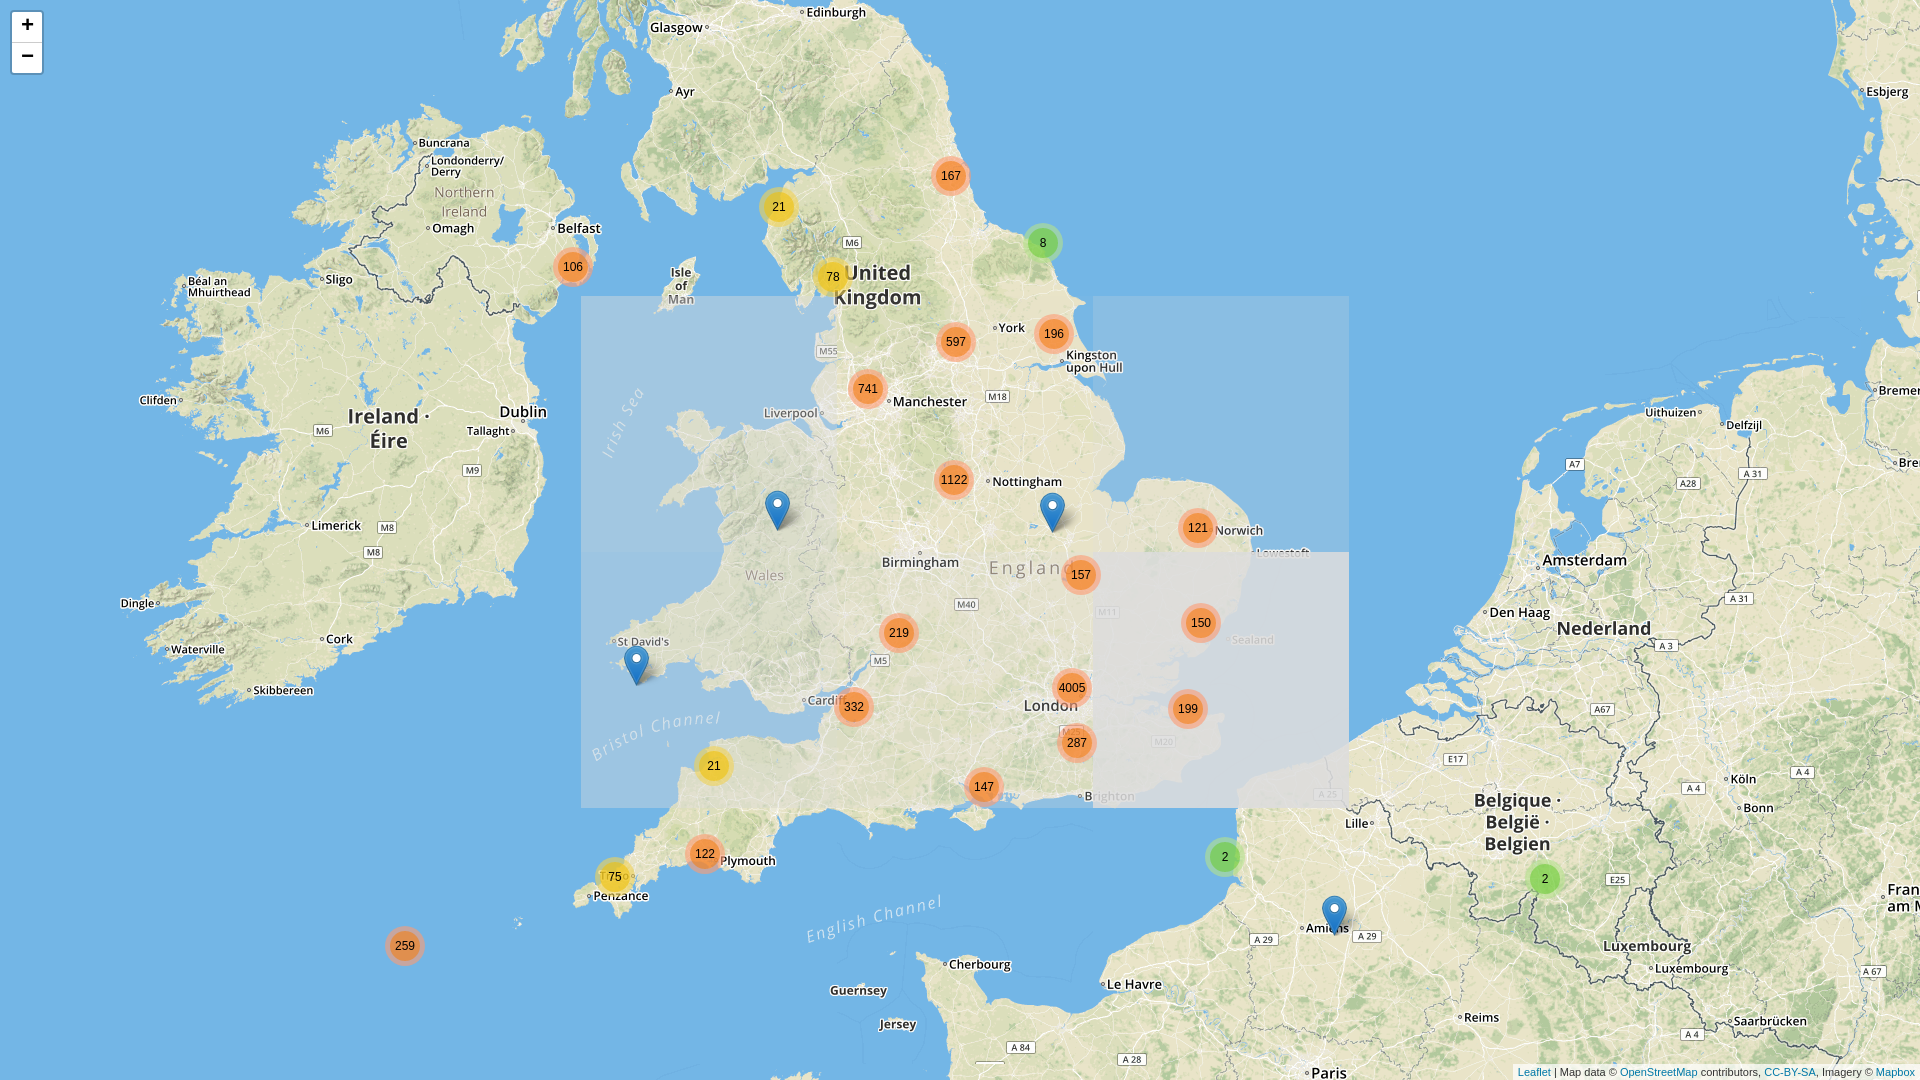 +
−
Edinburgh
Glasgow
Ayr
Esbjerg
Buncrana
Londonderry/
Derry
Northern
Ireland
Omagh
Belfast
167
21
8
M6
106
78
United
Kingdom
Isle
of
Man
Sligo
Béal an
Mhuirthead
York
196
597
M55
Kingston
upon Hull
741
Manchester
M18
Liverpool
Irish Sea
Clifden
Ireland ·
Éire
M6
Dublin
Tallaght
M9
Bremer
Uithuizen
Delfzijl
A7
A 31
A28
Bre
1122
Nottingham
121
Norwich
Lowestoft
Limerick
M8
M8
Birmingham
England
157
Wales
Amsterdam
A 31
Dingle
M40
M11
Den Haag
Nederland
150
Sealand
219
Cork
Waterville
St David's
M5
A 3
Skibbereen
4005
London
Cardiff
332
199
A67
Bristol Channel
287
M20
E17
21
147
Brighton
A 25
A 4
Köln
A 4
Bonn
Belgique ·
België ·
Belgien
Lille
122
Plymouth
2
75
Penzance
2
E25
Fran
am M
English Channel
Amiens
A 29
A 29
259
Luxembourg
Luxembourg
A 67
Cherbourg
Le Havre
Guernsey
Jersey
Reims
Saarbrücken
A 4
A 84
A 28
Paris
Leaflet | Map data © OpenStreetMap contributors, CC-BY-SA, Imagery © Mapbox